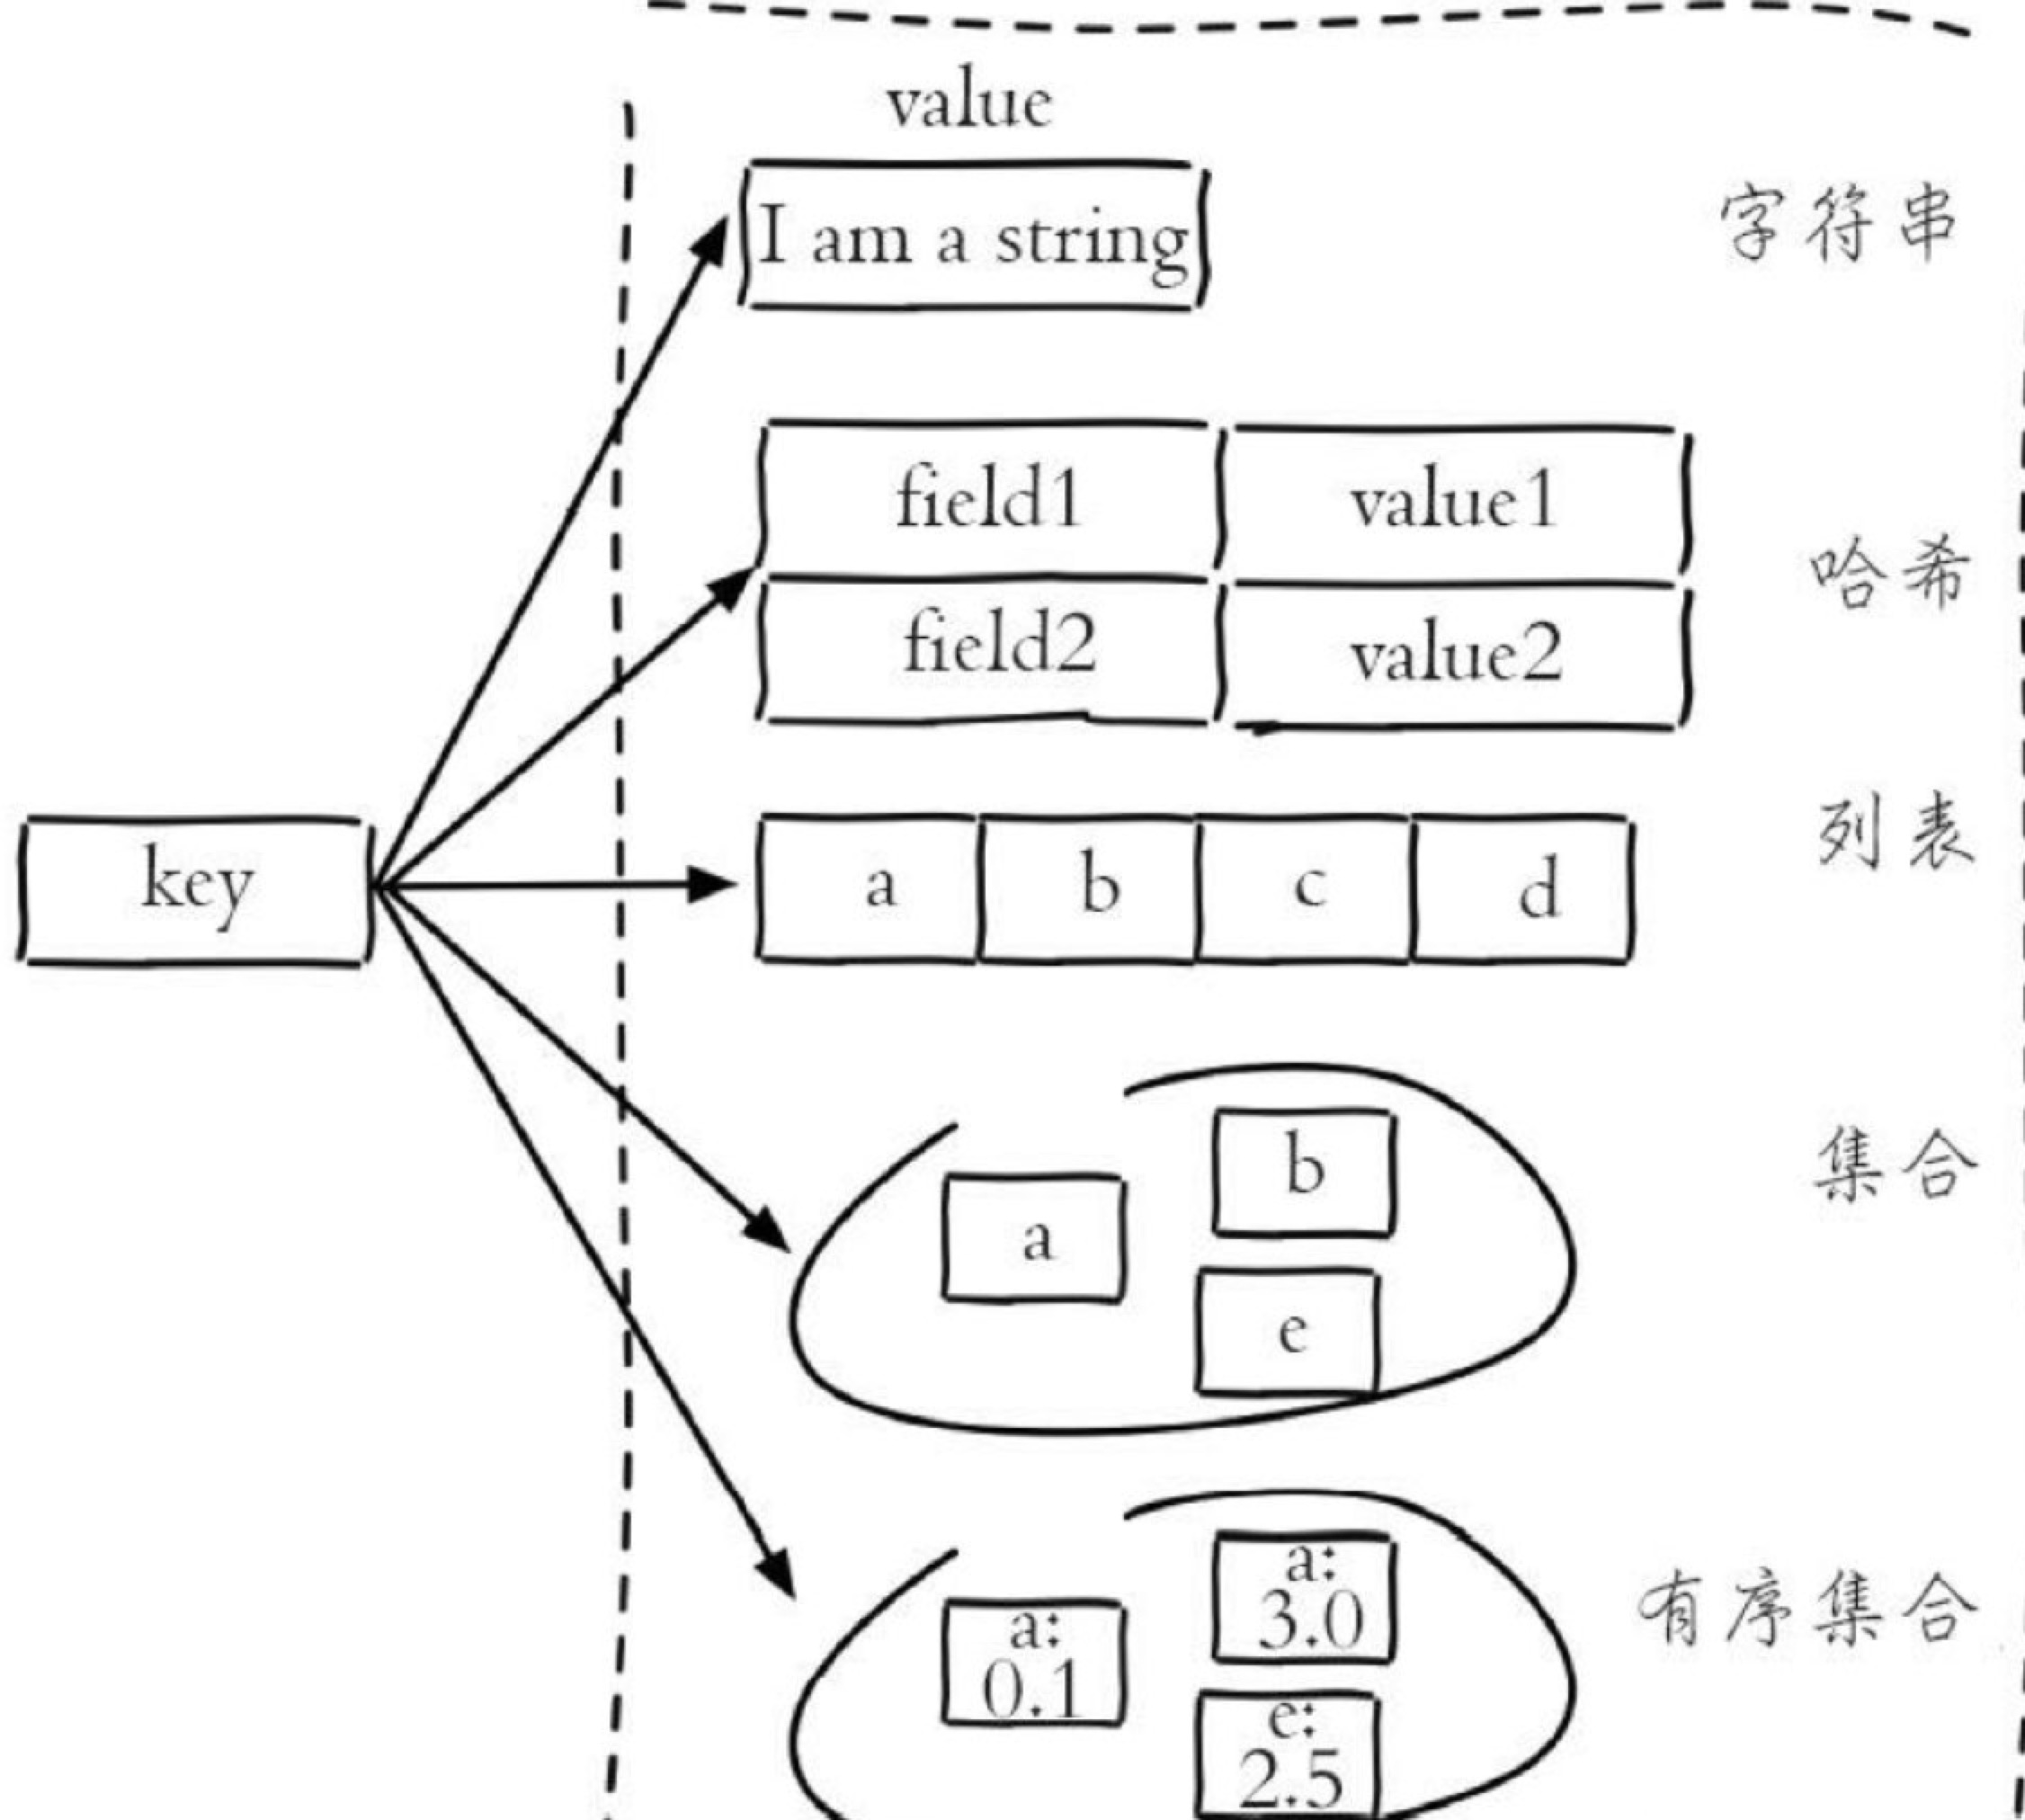 value
I am a string
字符串
field1
value1
哈希
field2
value2
列表
key
a
b
c
d
b
集合
a
e
a:
3.0
有序集合
a:
0.1
e:
2.5